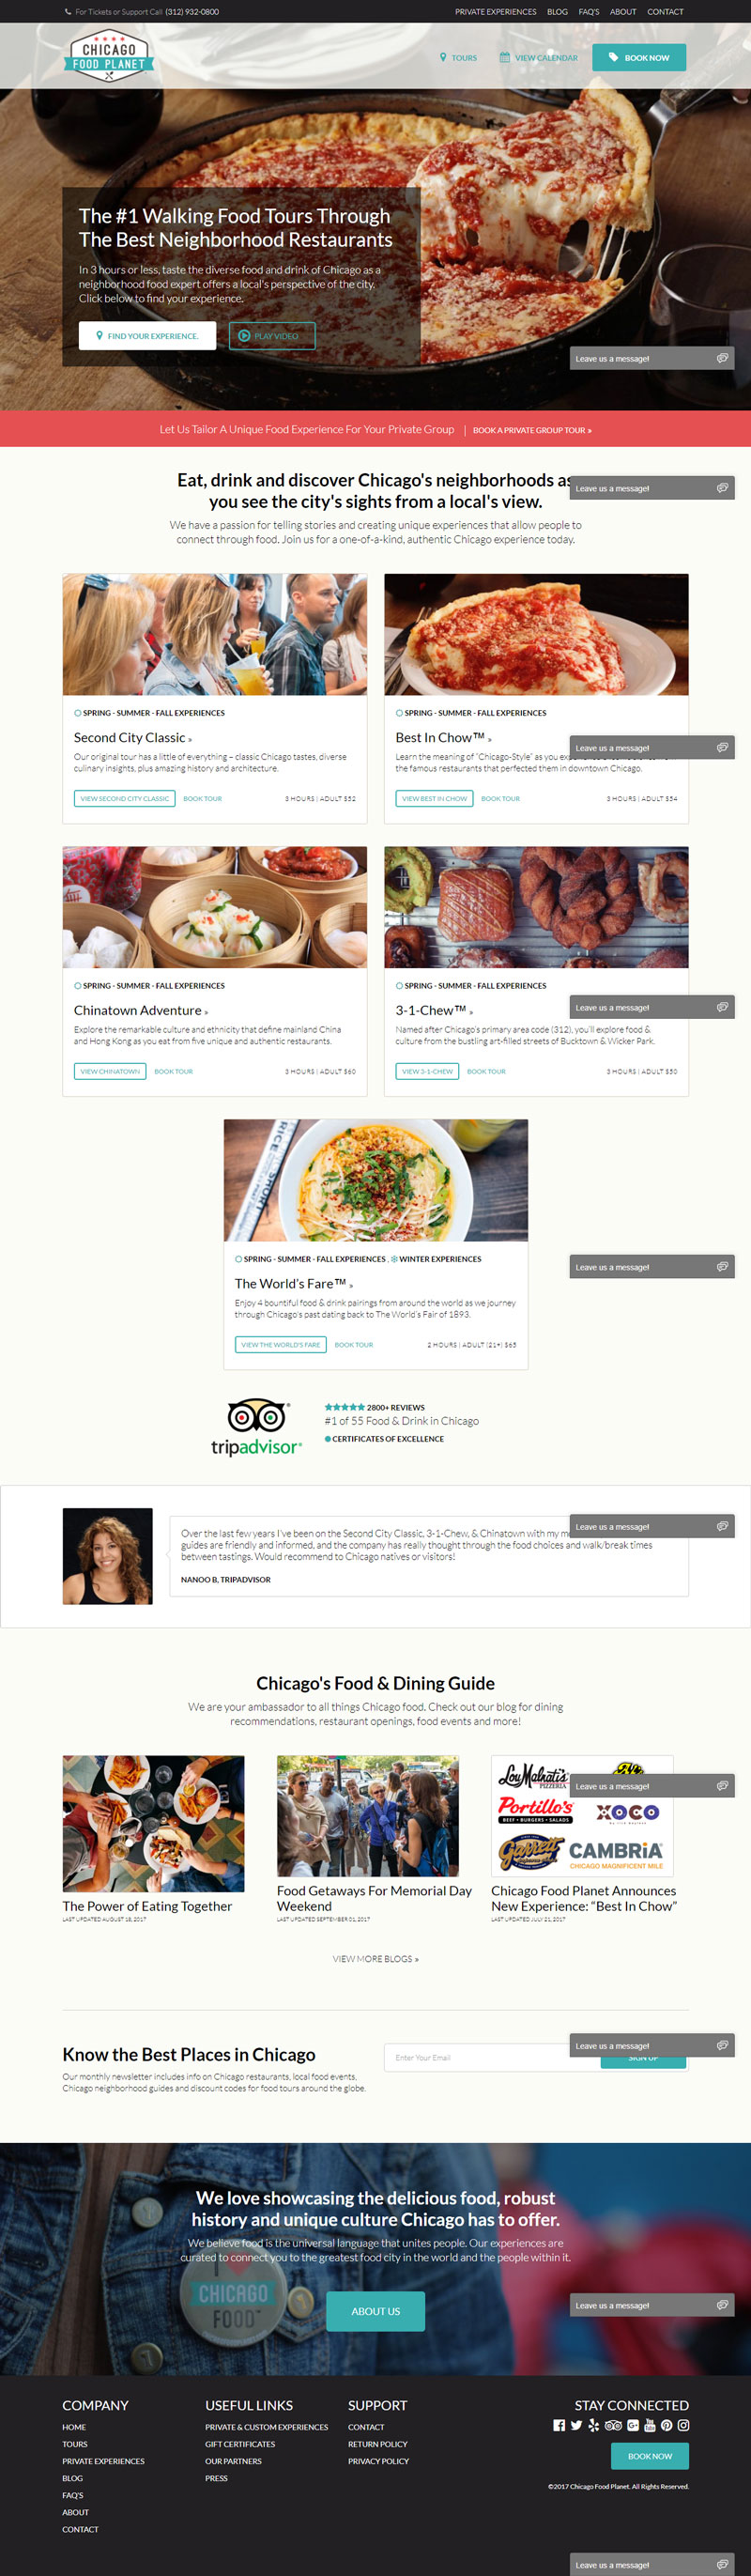 For Tickets or Support Call (312) 932-0800
PRIVATE EXPERIENCES BLOG FAQ'S ABOUT CONTACT
CHICAGO
FOOD PLANET
TOURS VIEW CALENDAR BOOK NOW
The #1 Walking Food Tours Through
The Best Neighborhood Restaurants
In 3 hours or less, taste the diverse food and drink of Chicago as a
neighborhood food expert offers a local's perspective of the city.
Click below to find your experience.
FIND YOUR EXPERIENCE. PLAY VIDEO
Leave us a message!
Let Us Tailor A Unique Food Experience For Your Private Group | BOOK A PRIVATE GROUP TOUR »
Eat, drink and discover Chicago's neighborhoods as
Leave us a message!
you see the city's sights from a local's view.
We have a passion for telling stories and creating unique experiences that allow people to
connect through food. Join us for a one-of-a-kind, authentic Chicago experience today.
SPRING - SUMMER - FALL EXPERIENCES
Second City Classic »
Our original tour has a little of everything – classic Chicago tastes, diverse
culinary insights, plus amazing history and architecture.
VIEW SECOND CITY CLASSIC BOOK TOUR 3 HOURS | ADULT $52
SPRING - SUMMER - FALL EXPERIENCES
Best In Chow™ »
Leave us a message!
Learn the meaning of "Chicago-Style" as you
the famous restaurants that perfected them in downtown Chicago.
VIEW BEST IN CHOW BOOK TOUR 3 HOURS | ADULT $54
SPRING - SUMMER - FALL EXPERIENCES
Chinatown Adventure »
Explore the remarkable culture and ethnicity that define mainland China
and Hong Kong as you eat from five unique and authentic restaurants.
VIEW CHINATOWN BOOK TOUR 3 HOURS | ADULT $60
SPRING - SUMMER - FALL EXPERIENCES
3-1-Chew™ »
Leave us a message!
Named after Chicago's primary area code (312), you'll explore food &
culture from the bustling art-filled streets of Bucktown & Wicker Park.
VIEW 3-1-CHEW BOOK TOUR 3 HOURS | ADULT $50
SPRING - SUMMER - FALL EXPERIENCES , WINTER EXPERIENCES
Leave us a message!
The World's Fare™ »
Enjoy 4 bountiful food & drink pairings from around the world as we journey
through Chicago's past dating back to The World's Fair of 1893.
VIEW THE WORLD'S FARE BOOK TOUR 2 HOURS | ADULT (21+) $65
tripadvisor®
2800+ REVIEWS
#1 of 55 Food & Drink in Chicago
CERTIFICATES OF EXCELLENCE
Leave us a message!
Over the last few years I've been on the Second City Classic, 3-1-Chew, & Chinatown with my
guides are friendly and informed, and the company has really thought through the food choices and walk/break times
between tastings. Would recommend to Chicago natives or visitors!
NANOO B, TRIPADVISOR
Chicago's Food & Dining Guide
We are your ambassador to all things Chicago food. Check out our blog for dining
recommendations, restaurant openings, food events and more!
Lou Malnati's
PIZZERIA
Leave us a message!
Portillo's
BEEF • BURGERS • SALADS
XOCO
Garrett
CAMBRiA
CHICAGO MAGNIFICENT MILE
The Power of Eating Together
LAST UPDATED AUGUST 18, 2017
Food Getaways For Memorial Day
Weekend
LAST UPDATED SEPTEMBER 01, 2017
Chicago Food Planet Announces
New Experience: “Best In Chow”
LAST UPDATED JULY 21, 2017
VIEW MORE BLOGS »
Know the Best Places in Chicago
Our monthly newsletter includes info on Chicago restaurants, local food events,
Chicago neighborhood guides and discount codes for food tours around the globe.
Enter Your Email
Leave us a message!
We love showcasing the delicious food, robust
history and unique culture Chicago has to offer.
We believe food is the universal language that unites people. Our experiences are
curated to connect you to the greatest food city in the world and the people within it.
I
CHICAGO
FOOD™
ABOUT US
Leave us a message!
COMPANY
HOME
TOURS
PRIVATE EXPERIENCES
BLOG
FAQ'S
ABOUT
CONTACT
USEFUL LINKS
PRIVATE & CUSTOM EXPERIENCES
GIFT CERTIFICATES
OUR PARTNERS
PRESS
SUPPORT
CONTACT
RETURN POLICY
PRIVACY POLICY
STAY CONNECTED
BOOK NOW
©2017 Chicago Food Planet. All Rights Reserved.
Leave us a message!